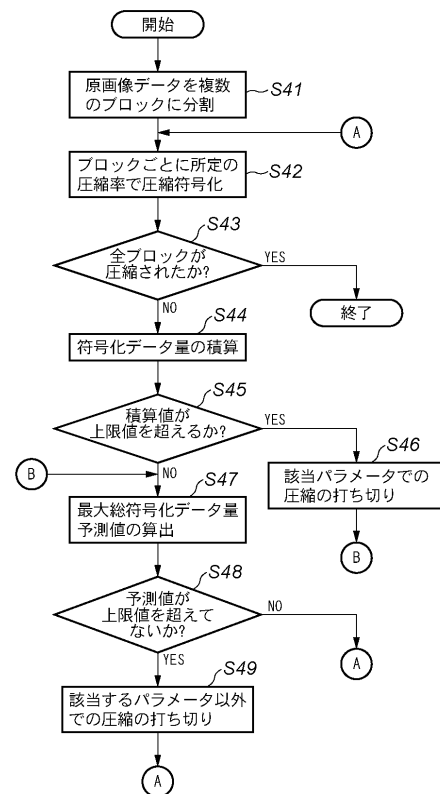 開始
原画像データを複数
のブロックに分割
S41
A
ブロックごとに所定の
圧縮率で圧縮符号化
S42
S43
全ブロックが
圧縮されたか?
YES
NO
終了
S44
符号化データ量の積算
S45
積算値が
上限値を超えるか?
YES
S46
該当パラメータでの
圧縮の打ち切り
B
B
NO
S47
最大総符号化データ量
予測値の算出
S48
予測値が
上限値を超えて
ないか?
NO
A
YES
S49
該当するパラメータ以外
での圧縮の打ち切り
A